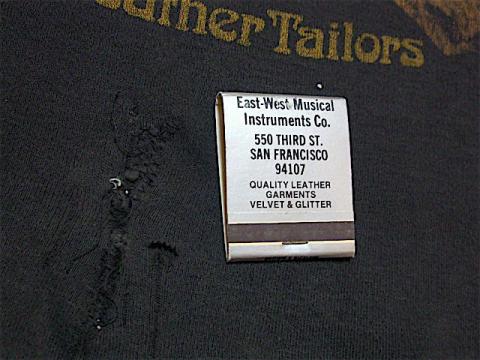 Tailors
East-West Musical
Instruments Co.
550 THIRD ST.
SAN FRANCISCO
94107
QUALITY LEATHER
GARMENTS
VELVET & GLITTER